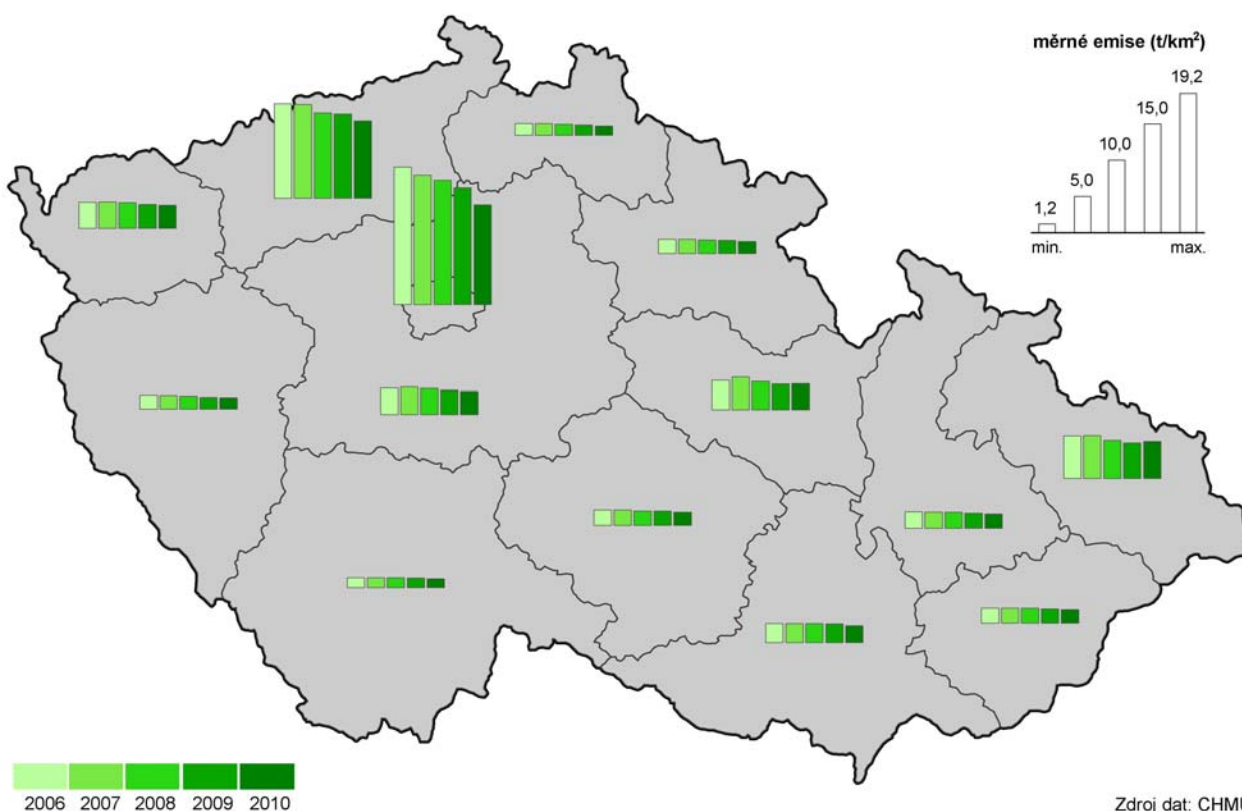 měrné emise (t/km²)
19,2
15,0
10,0
5,0
1,2
min. max.
2006 2007 2008 2009 2010
Zdroj dat: